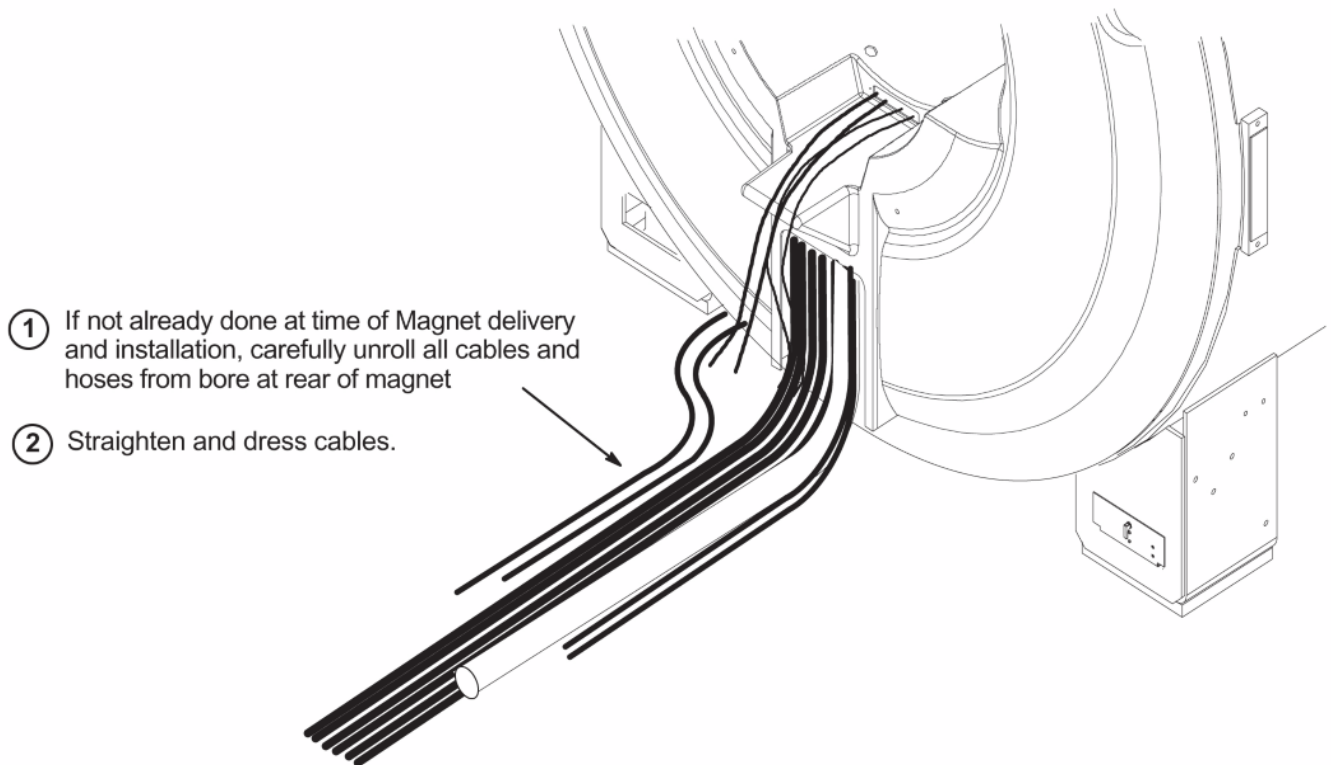 1 If not already done at time of Magnet delivery
and installation, carefully unroll all cables and
hoses from bore at rear of magnet
2 Straighten and dress cables.